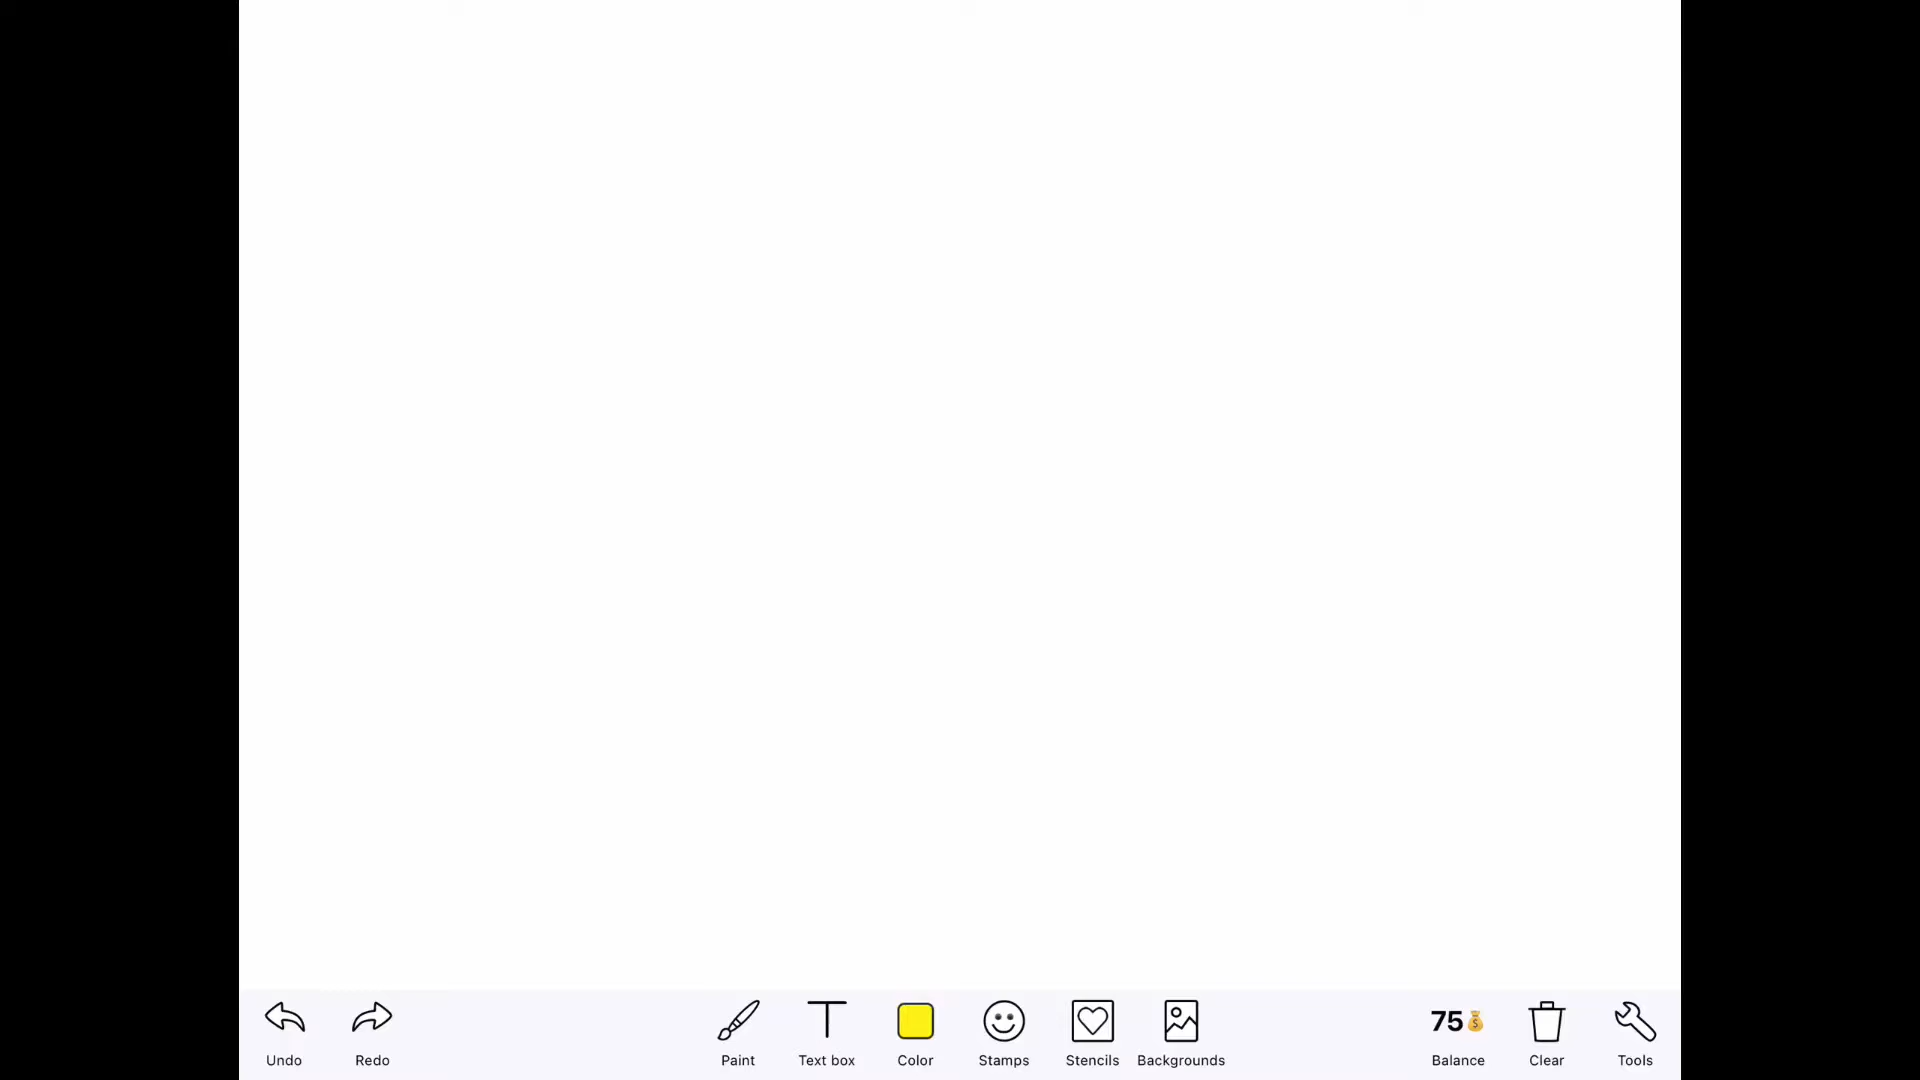 75
Undo
Redo
Paint
Text box
Color
Stamps
Stencils
Backgrounds
Balance
Clear
Tools